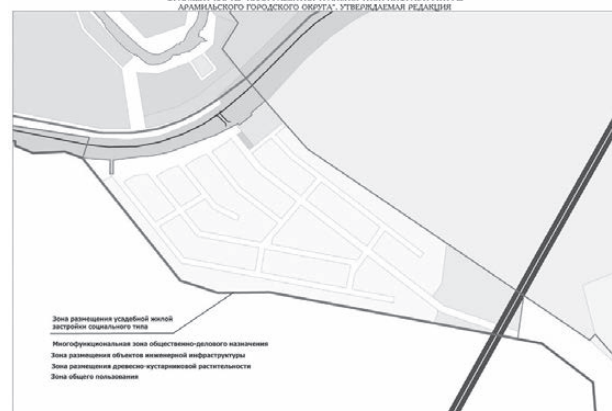 АРАМИЛЬСКОГО ГОРОДСКОГО ОКРУГА". УТВЕРЖДАЕМАЯ РЕДАКЦИЯ
Зона размещения усадебной жилой
застройки социального типа
Многофункциональная зона общественно-делового назначения
Зона размещения объектов инженерной инфраструктуры
Зона размещения древесно-кустарниковой растительности
Зона общего пользования